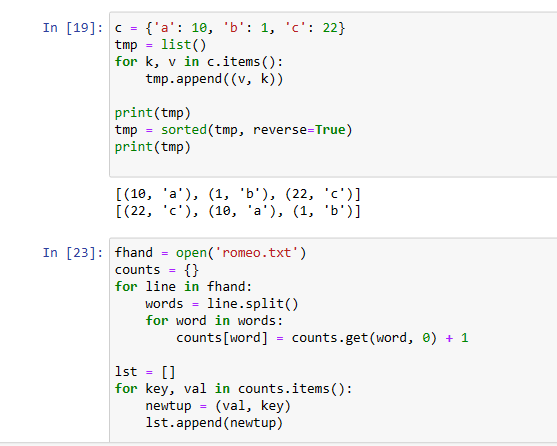 In [19]: c = {'a': 10, 'b': 1, 'c': 22}
tmp = list()
for k, v in c.items():
    tmp.append((v, k))

print(tmp)
tmp = sorted(tmp, reverse=True)
print(tmp)

[(10, 'a'), (1, 'b'), (22, 'c')]
[(22, 'c'), (10, 'a'), (1, 'b')]

In [23]: fhand = open('romeo.txt')
counts = {}
for line in fhand:
    words = line.split()
    for word in words:
        counts[word] = counts.get(word, 0) + 1

lst = []
for key, val in counts.items():
    newtup = (val, key)
    lst.append(newtup)